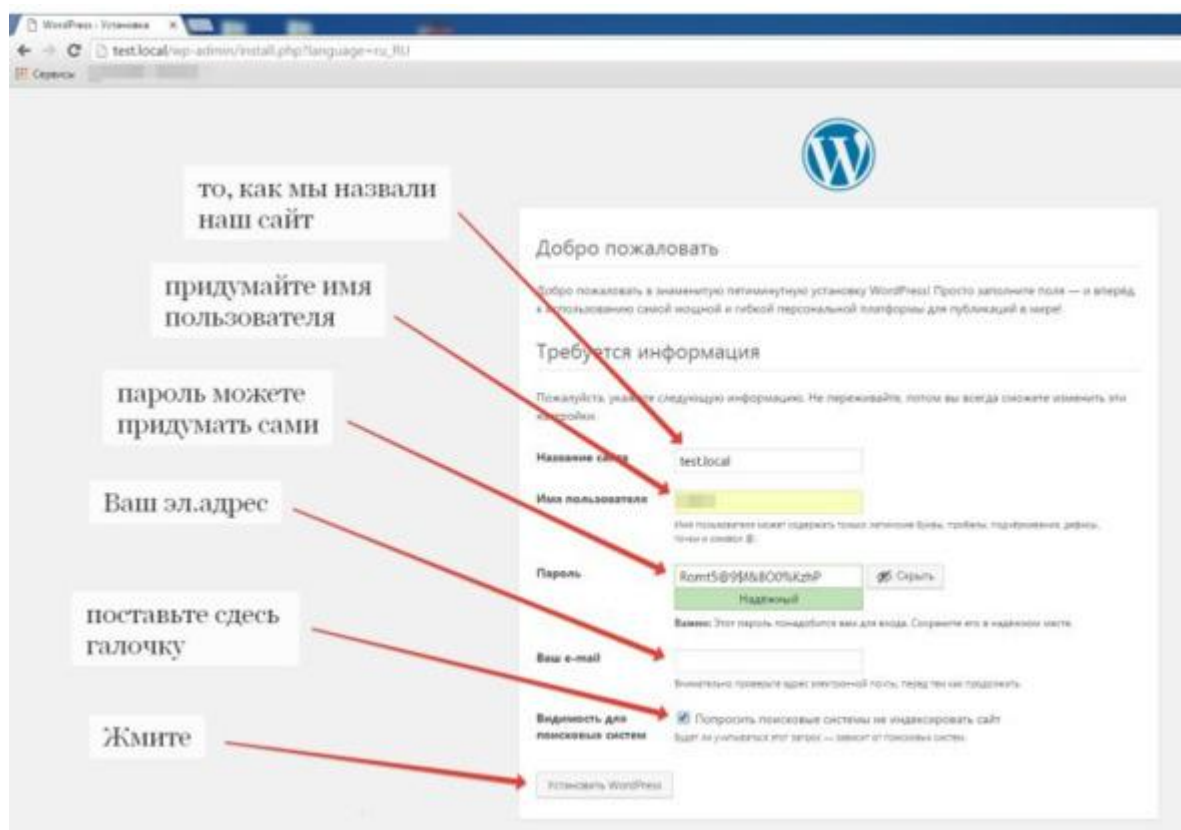 WordPress › Установка
test.local/wp-admin/install.php?language=ru_RU
Сервисы
то, как мы назвали
наш сайт
придумайте имя
пользователя
пароль можете
придумать сами
Ваш эл.адрес
поставьте сдесь
галочку
Жмите
Добро пожаловать
Добро пожаловать в знаменитую пятиминутную установку WordPress! Просто заполните поля — и вперёд,
к использованию самой мощной и гибкой персональной платформы для публикаций в мире!
Требуется информация
Пожалуйста, укажите следующую информацию. Не переживайте, потом вы всегда сможете изменить эти
настройки.
Название сайта
test.local
Имя пользователя
Имя пользователя может содержать только латинские буквы, пробелы, подчёркивания, дефисы,
точки и символ @.
Пароль
Скрыть
Надёжный
Важно: Этот пароль понадобится вам для входа. Сохраните его в надёжном месте.
Ваш e-mail
Внимательно проверьте адрес электронной почты, перед тем как продолжить.
Видимость для
поисковых систем
Попросить поисковые системы не индексировать сайт
Будет ли учитываться этот запрос — зависит от поисковых систем.
Установить WordPress